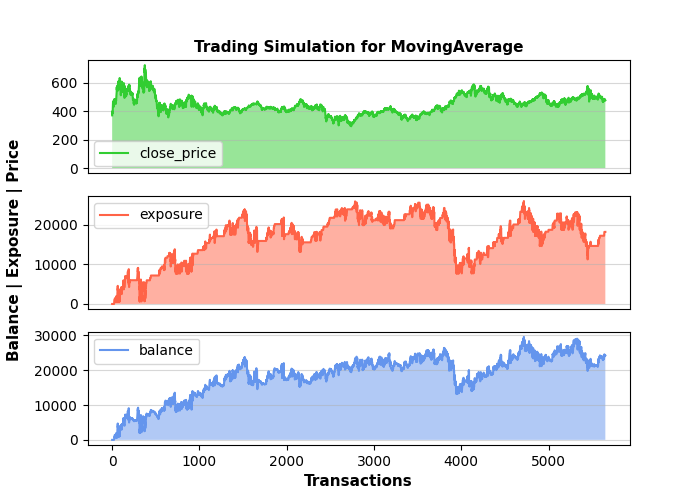 Trading Simulation for MovingAverage
Balance | Exposure | Price
600
400
200
0
close_price
20000
10000
0
exposure
30000
20000
10000
0
balance
0 1000 2000 3000 4000 5000
Transactions